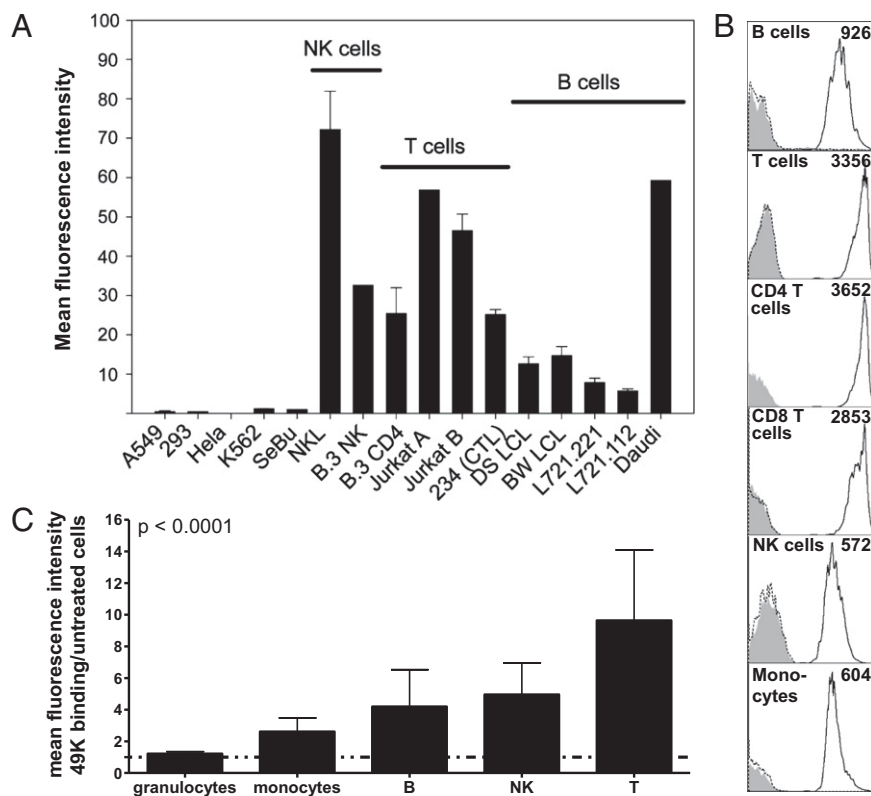 A
Mean fluorescence intensity
100
90
80
70
60
50
40
30
20
10
NK cells
T cells
B cells
A549
293
Hela
K562
SeBu
NKL
B.3 NK
B.3 CD4
Jurkat A
Jurkat B
234 (CTL)
DS LCL
BW LCL
L721.221
L721.112
Daudi
B
B cells 926
T cells 3356
CD4 T 3652
cells
CD8 T 2853
cells
NK cells 572
Mono- 604
cytes
C
mean fluorescence intensity
49K binding/untreated cells
p < 0.0001
16
14
12
10
8
6
4
2
0
granulocytes
monocytes
B
NK
T